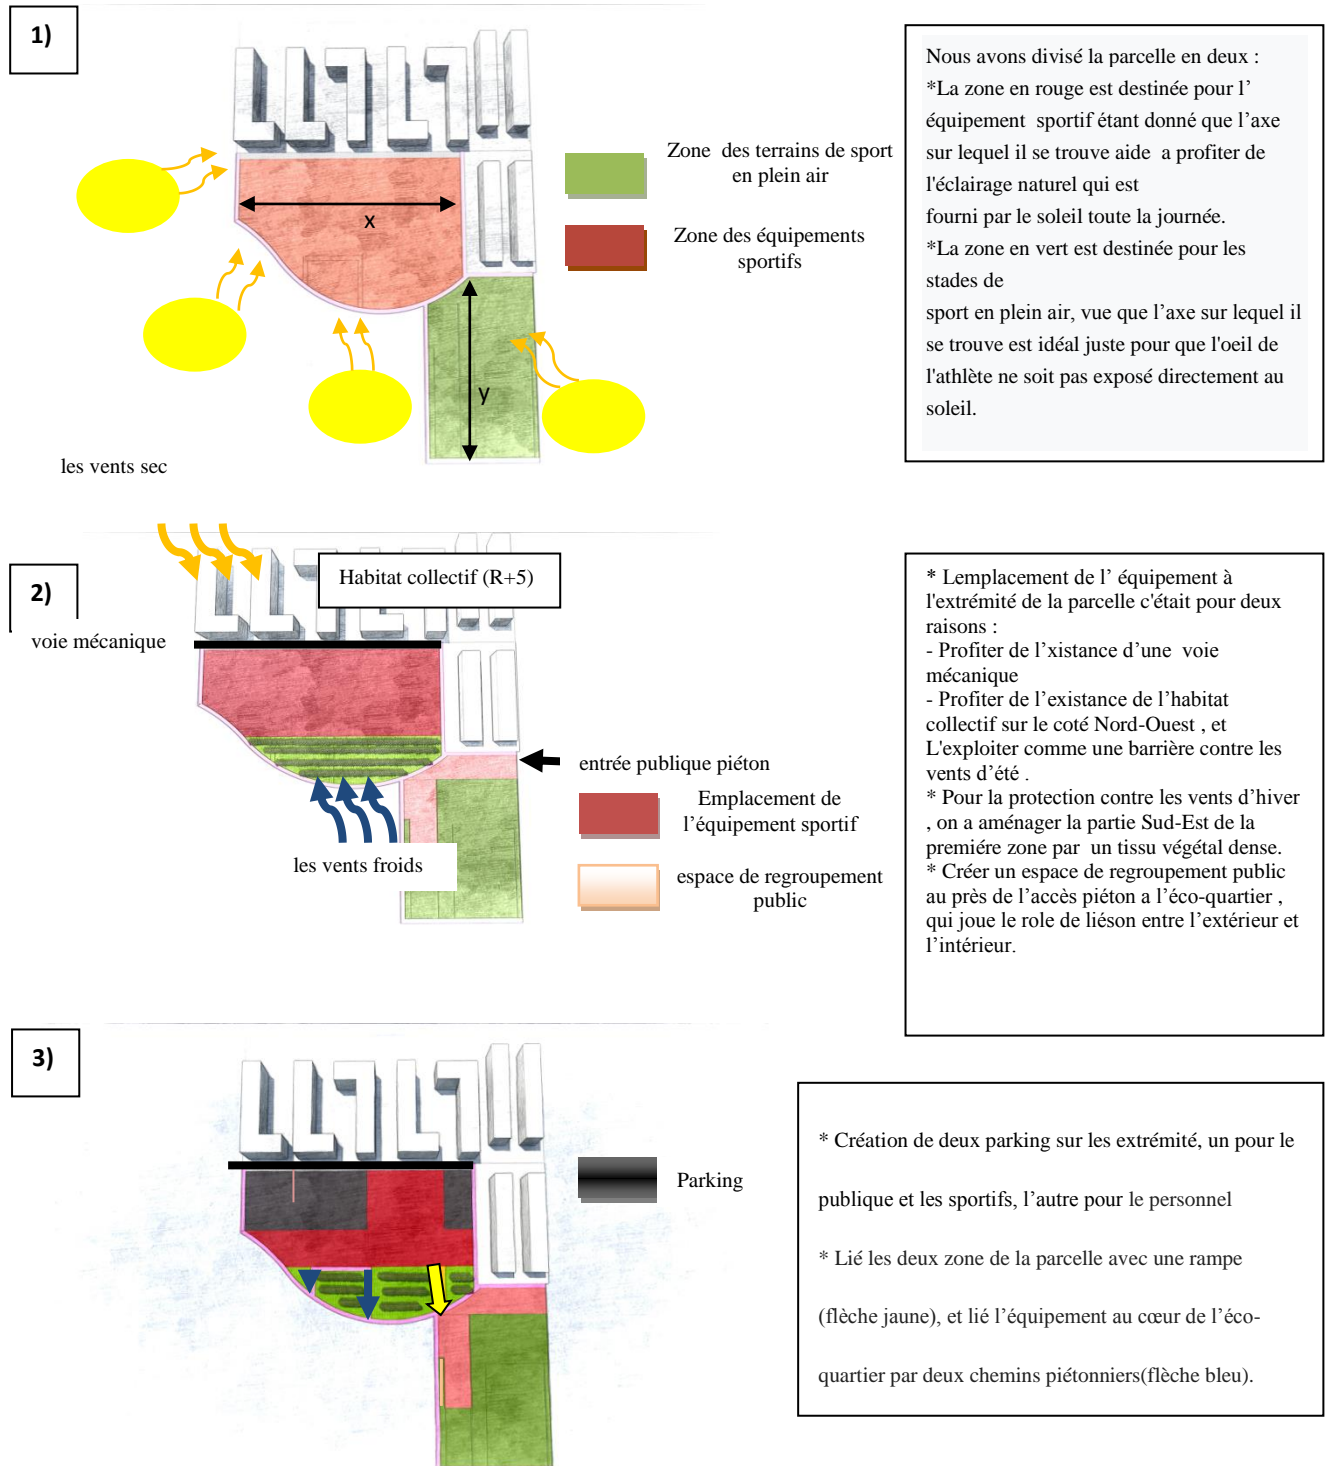 1)
Nous avons divisé la parcelle en deux :
*La zone en rouge est destinée pour l’
équipement sportif étant donné que l’axe
sur lequel il se trouve aide a profiter de
l'éclairage naturel qui est
fourni par le soleil toute la journée.
*La zone en vert est destinée pour les
stades de
sport en plein air, vue que l’axe sur lequel il
se trouve est idéal juste pour que l'oeil de
l'athlète ne soit pas exposé directement au
soleil.
Zone des terrains de sport
en plein air
Zone des équipements
sportifs
x
y
les vents sec
2)
Habitat collectif (R+5)
voie mécanique
entrée publique piéton
Emplacement de
l’équipement sportif
les vents froids
espace de regroupement
public
* Lemplacement de l’ équipement à
l'extrémité de la parcelle c'était pour deux
raisons :
- Profiter de l’xistance d’une voie
mécanique
- Profiter de l’existance de l’habitat
collectif sur le coté Nord-Ouest , et
L'exploiter comme une barrière contre les
vents d’été .
* Pour la protection contre les vents d’hiver
, on a aménager la partie Sud-Est de la
premiére zone par un tissu végétal dense.
* Créer un espace de regroupement public
au près de l’accès piéton a l’éco-quartier ,
qui joue le role de liéson entre l’extérieur et
l’intérieur.
3)
Parking
* Création de deux parking sur les extrémité, un pour le
publique et les sportifs, l’autre pour le personnel
* Lié les deux zone de la parcelle avec une rampe
(flèche jaune), et lié l’équipement au cœur de l’éco-
quartier par deux chemins piétonniers(flèche bleu).